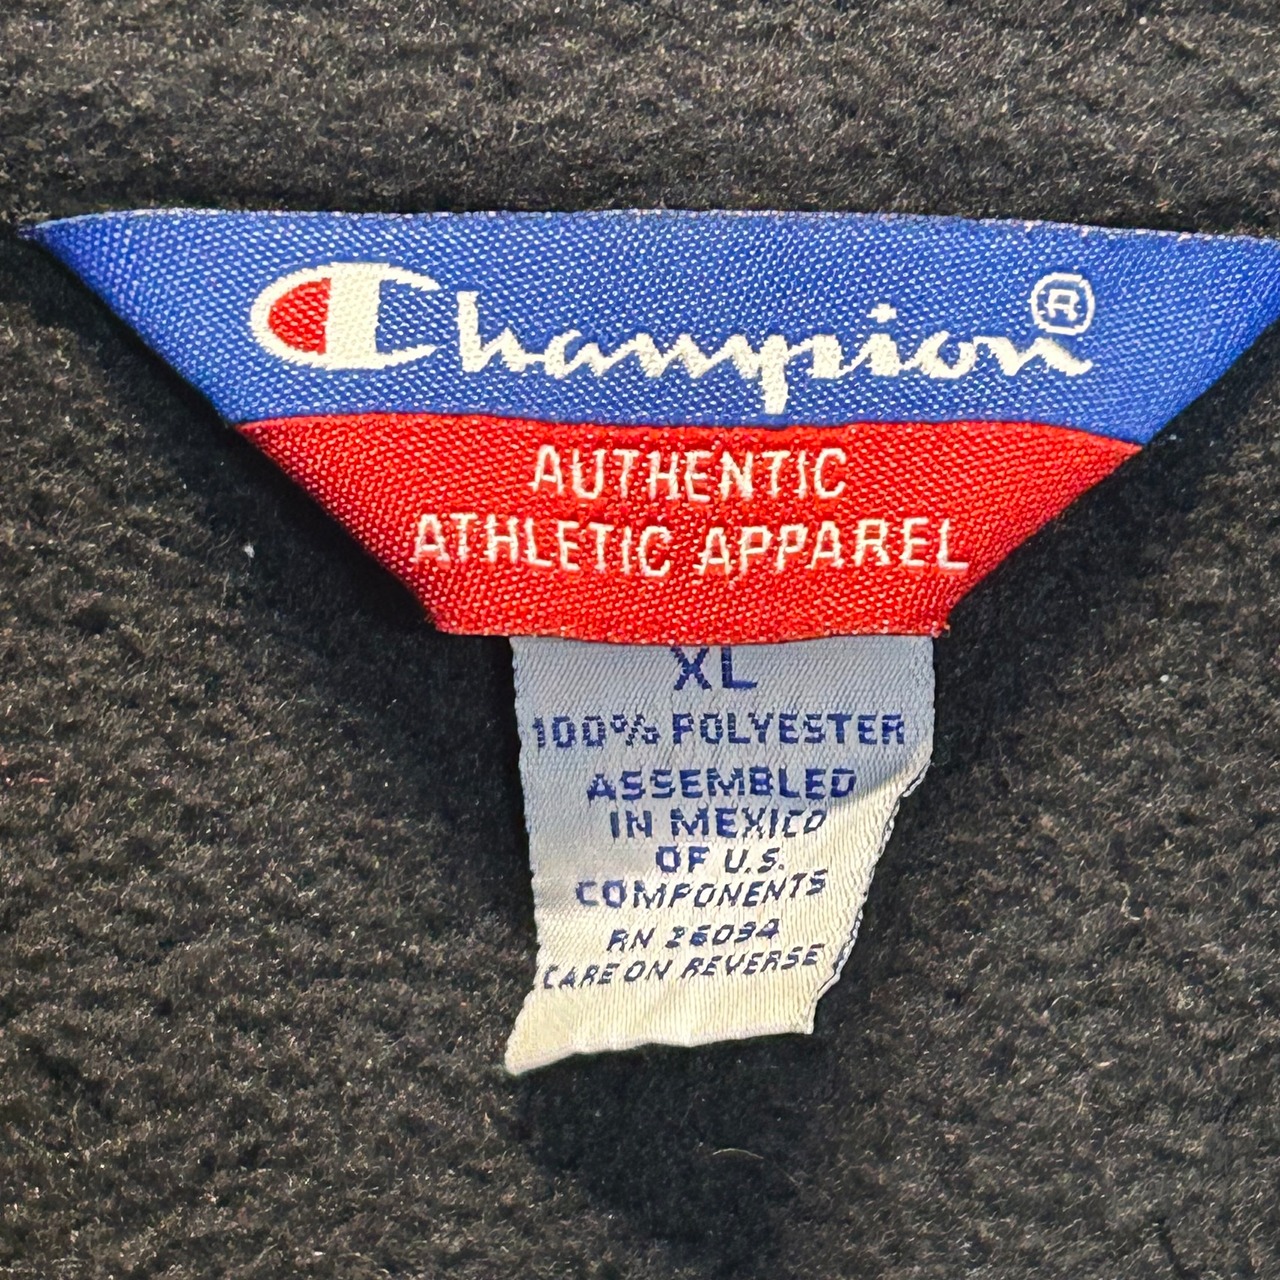 Champion®
AUTHENTIC
ATHLETIC APPAREL
XL
100% POLYESTER
ASSEMBLED
IN MEXICO
OF U.S.
COMPONENTS
RN 26094
CARE ON REVERSE